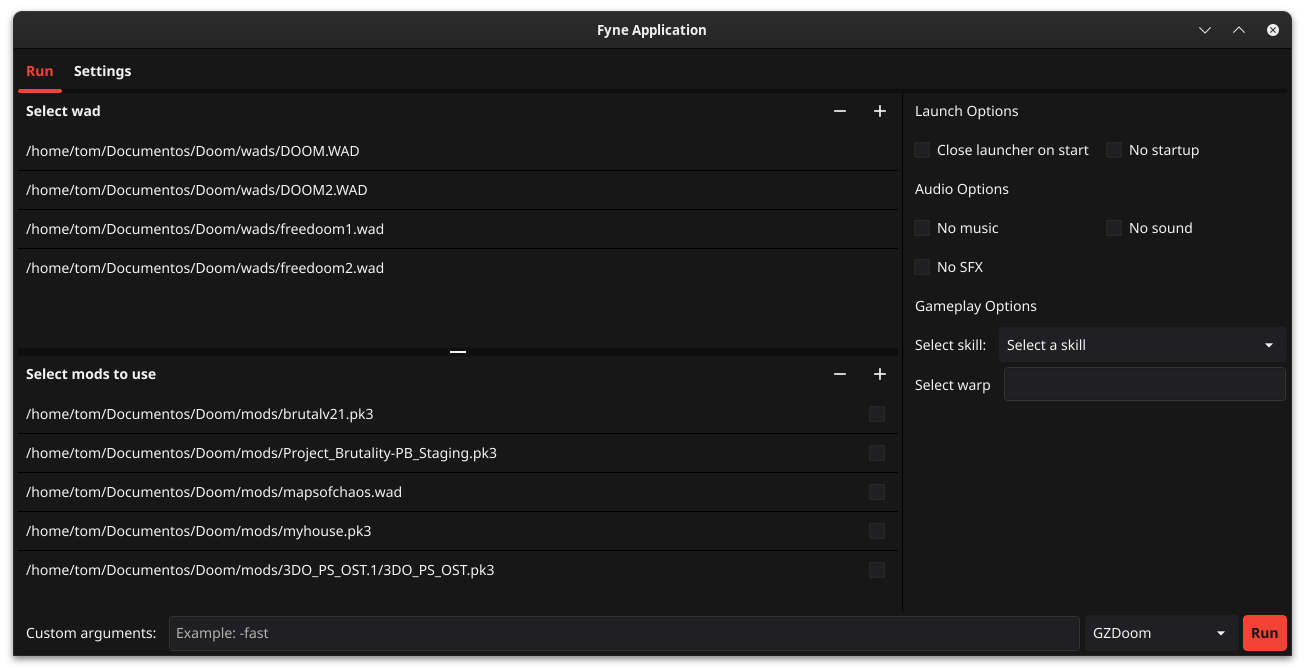 Fyne Application
Run Settings
Select wad
/home/tom/Documentos/Doom/wads/DOOM.WAD
/home/tom/Documentos/Doom/wads/DOOM2.WAD
/home/tom/Documentos/Doom/wads/freedoom1.wad
/home/tom/Documentos/Doom/wads/freedoom2.wad
Select mods to use
/home/tom/Documentos/Doom/mods/brutalv21.pk3
/home/tom/Documentos/Doom/mods/Project_Brutality-PB_Staging.pk3
/home/tom/Documentos/Doom/mods/mapsofchaos.wad
/home/tom/Documentos/Doom/mods/myhouse.pk3
/home/tom/Documentos/Doom/mods/3DO_PS_OST.1/3DO_PS_OST.pk3
Launch Options
Close launcher on start No startup
Audio Options
No music No sound
No SFX
Gameplay Options
Select skill: Select a skill
Select warp
Custom arguments: Example: -fast GZDoom Run